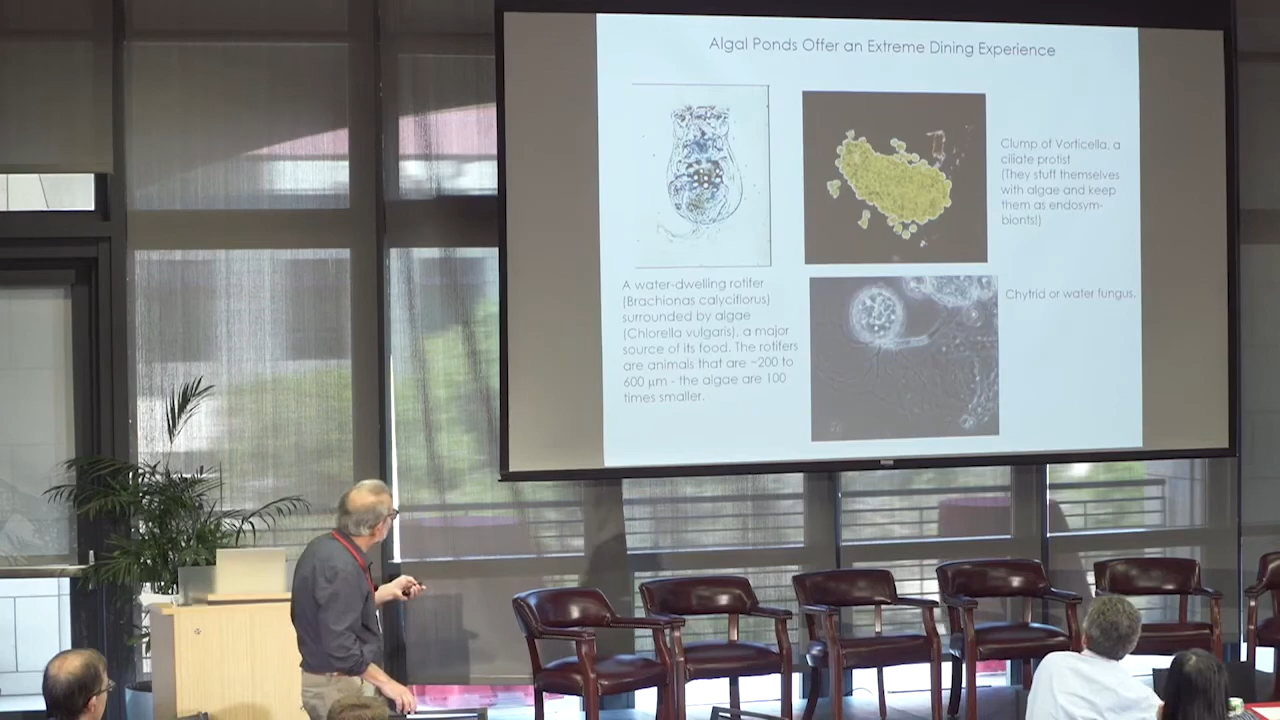 Algal Ponds Offer an Extreme Dining Experience
A water-dwelling rotifer
(Brachionas calyciflorus)
surrounded by algae
(Chlorella vulgaris), a major
source of its food. The rotifers
are animals that are ~200 to
600 µm - the algae are 100
times smaller.
Clump of Vorticella, a
ciliate protist
(They stuff themselves
with algae and keep
them as endosym-
bionts!)
Chytrid or water fungus.